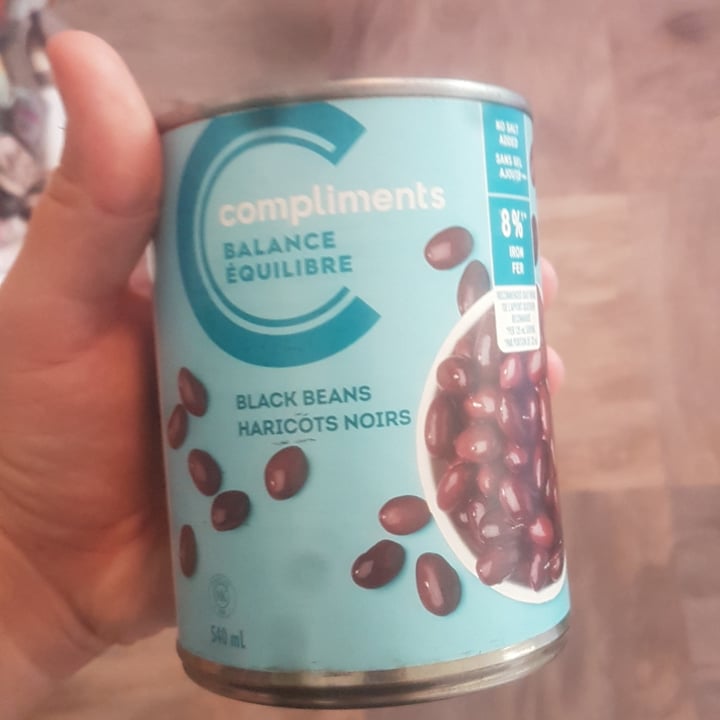 compliments
BALANCE
ÉQUILIBRE
BLACK BEANS
HARICOTS NOIRS
540 mL
NO SALT
ADDED
SANS SEL
AJOUTÉ
8%
IRON
FER